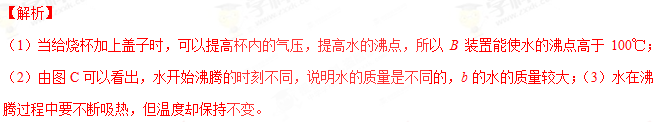 【解析】
（1）当给烧杯加上盖子时，可以提高杯内的气压，提高水的沸点，所以 B 装置能使水的沸点高于 100℃；
（2）由图 C 可以看出，水开始沸腾的时刻不同，说明水的质量是不同的，b 的水的质量较大；（3）水在沸
腾过程中要不断吸热，但温度却保持不变。